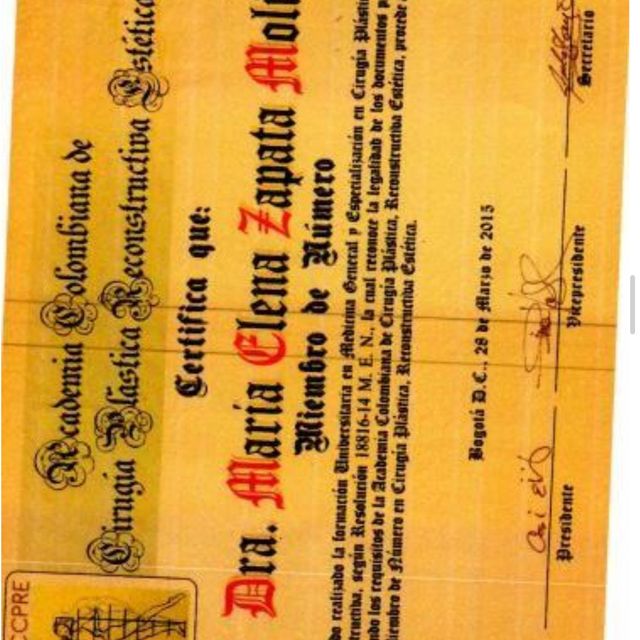 CCPRE
Academia Colombiana de
Cirugía Plástica Reconstructiva Estética
Certifica que:
Dra. María Elena Zapata
Miembro de Número
realizado la formación Universitaria en Medicina General y Especialización en Cirugía
según Resolución 18816-14 M. E. N., la cual reconoce la legalidad de los documentos
los requisitos de la Academia Colombiana de Cirugía Plástica, Reconstructiva Estética, procede
de Número en Cirugía Plástica, Reconstructiva Estética.
Bogotá D.C., 28 de Marzo de 2015
Presidente Vicepresidente Secretario